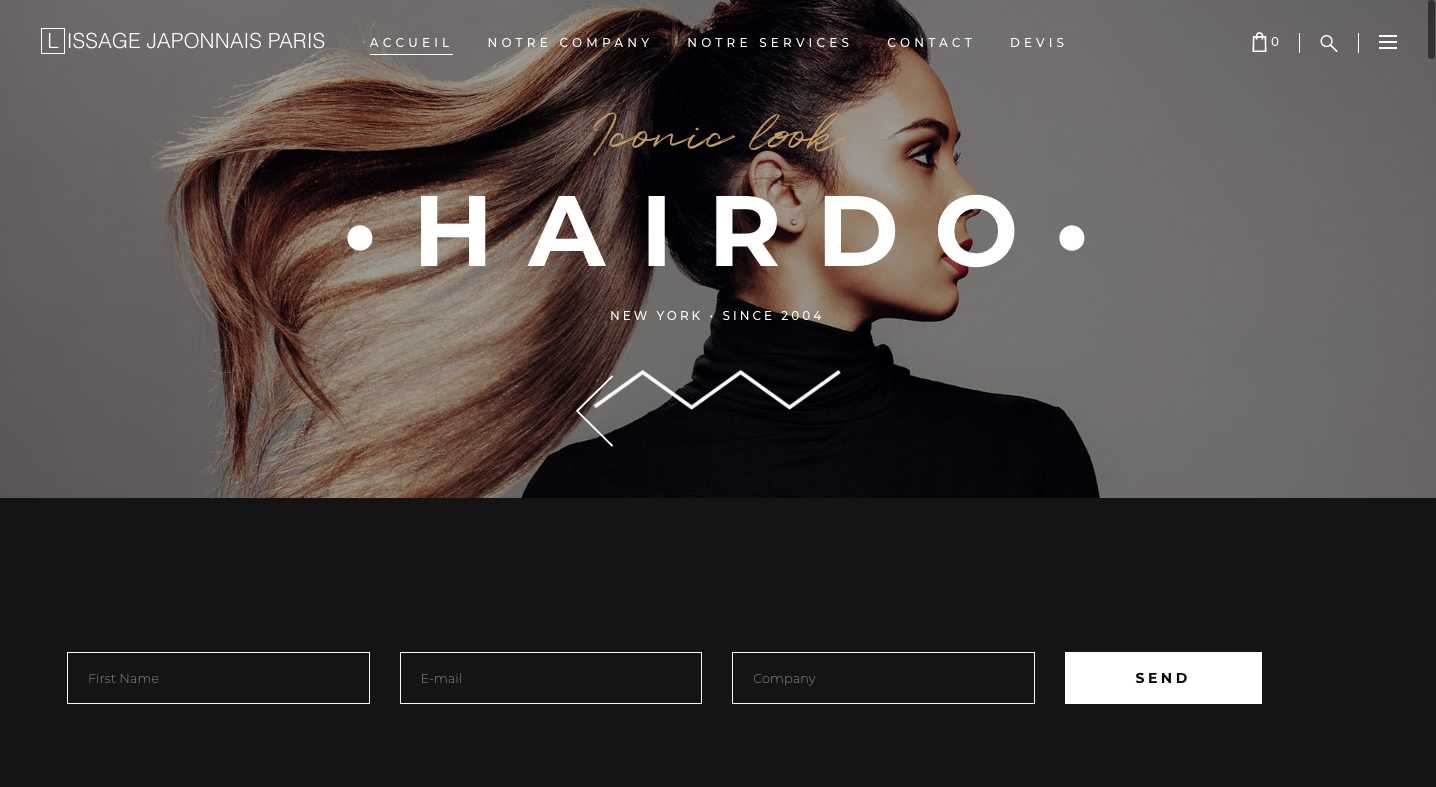 LISSAGE JAPONNAIS PARIS
ACCUEIL NOTRE COMPANY NOTRE SERVICES CONTACT DEVIS
0
Iconic look
• HAIRDO •
NEW YORK • SINCE 2004
First Name E-mail Company SEND